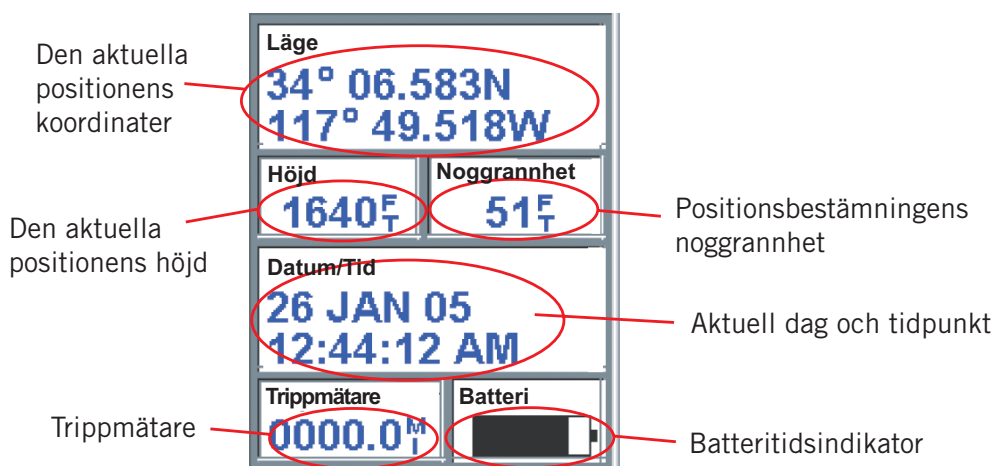 Den aktuella
positionens
koordinater
Läge
34° 06.583N
117° 49.518W
Höjd
1640FT
Noggrannhet
51FT
Den aktuella
positionens höjd
Positionsbestämningens
noggrannhet
Datum/Tid
26 JAN 05
12:44:12 AM
Aktuell dag och tidpunkt
Trippmätare
0000.0MI
Batteri
Trippmätare
Batteritidsindikator